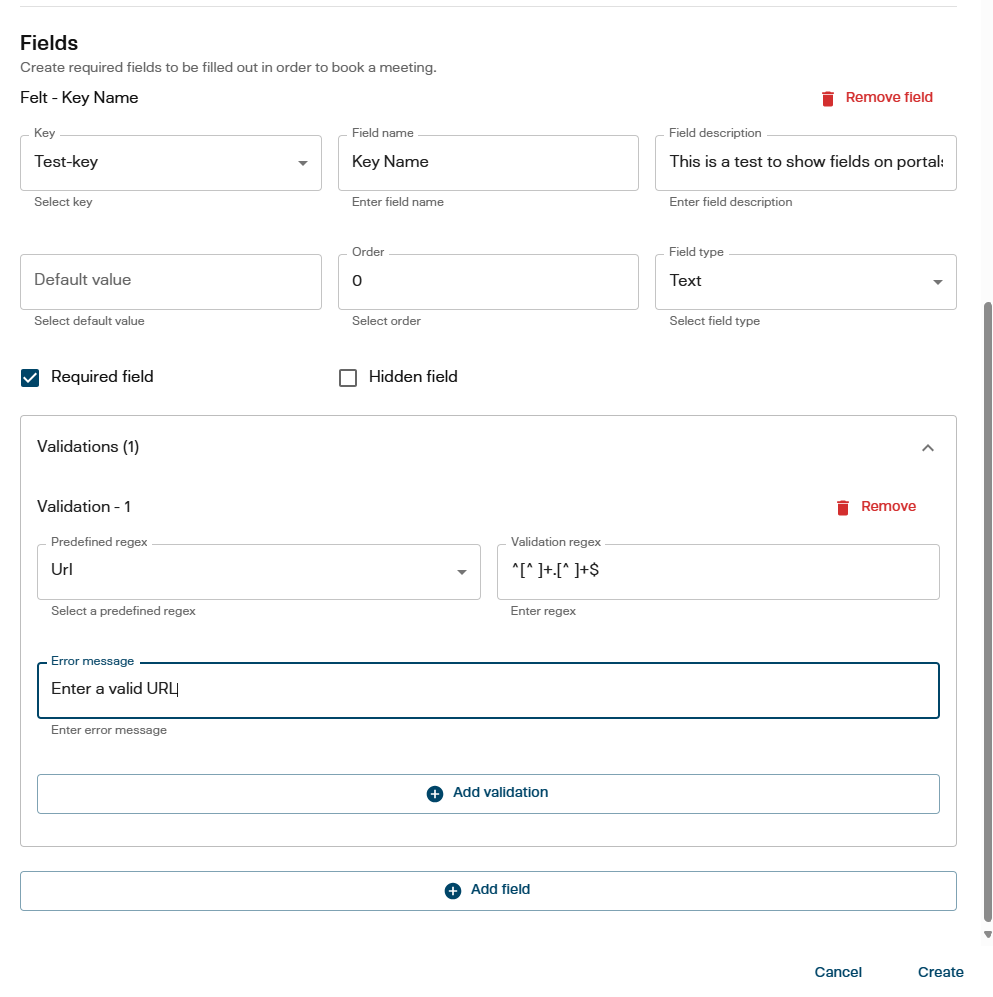 Fields
Create required fields to be filled out in order to book a meeting.
Felt - Key Name
Remove field
Key
Field name
Field description
Test-key
Key Name
This is a test to show fields on portals
Select key
Enter field name
Enter field description
Order
Field type
Default value
0
Text
Select default value
Select order
Select field type
Required field
Hidden field
Validations (1)
Validation - 1
Remove
Predefined regex
Validation regex
Url
^[^ ]+.[^ ]+$
Select a predefined regex
Enter regex
Error message
Enter a valid URL
Enter error message
Add validation
Add field
Cancel
Create